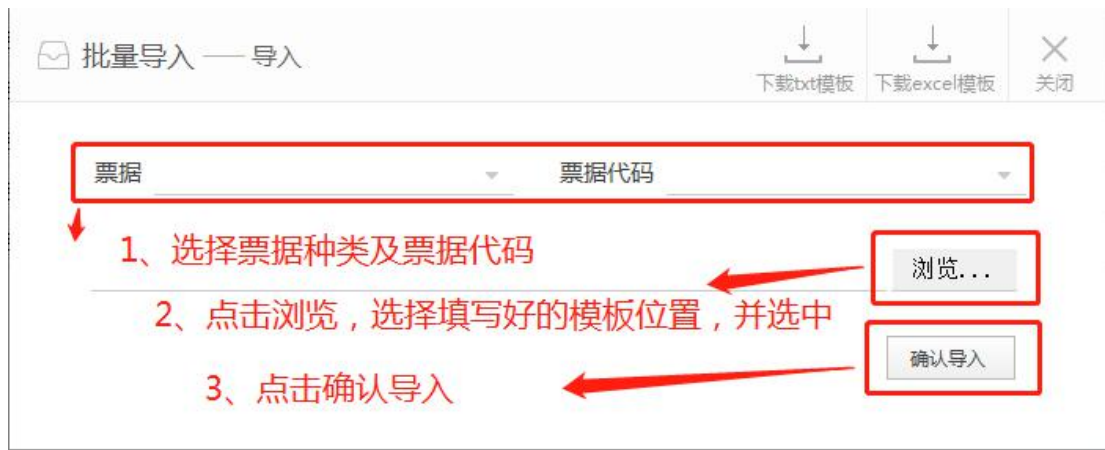 批量导入 —— 导入
下载txt模板 下载excel模板 关闭
票据 票据代码
1、选择票据种类及票据代码
浏览...
2、点击浏览，选择填写好的模板位置，并选中
确认导入
3、点击确认导入